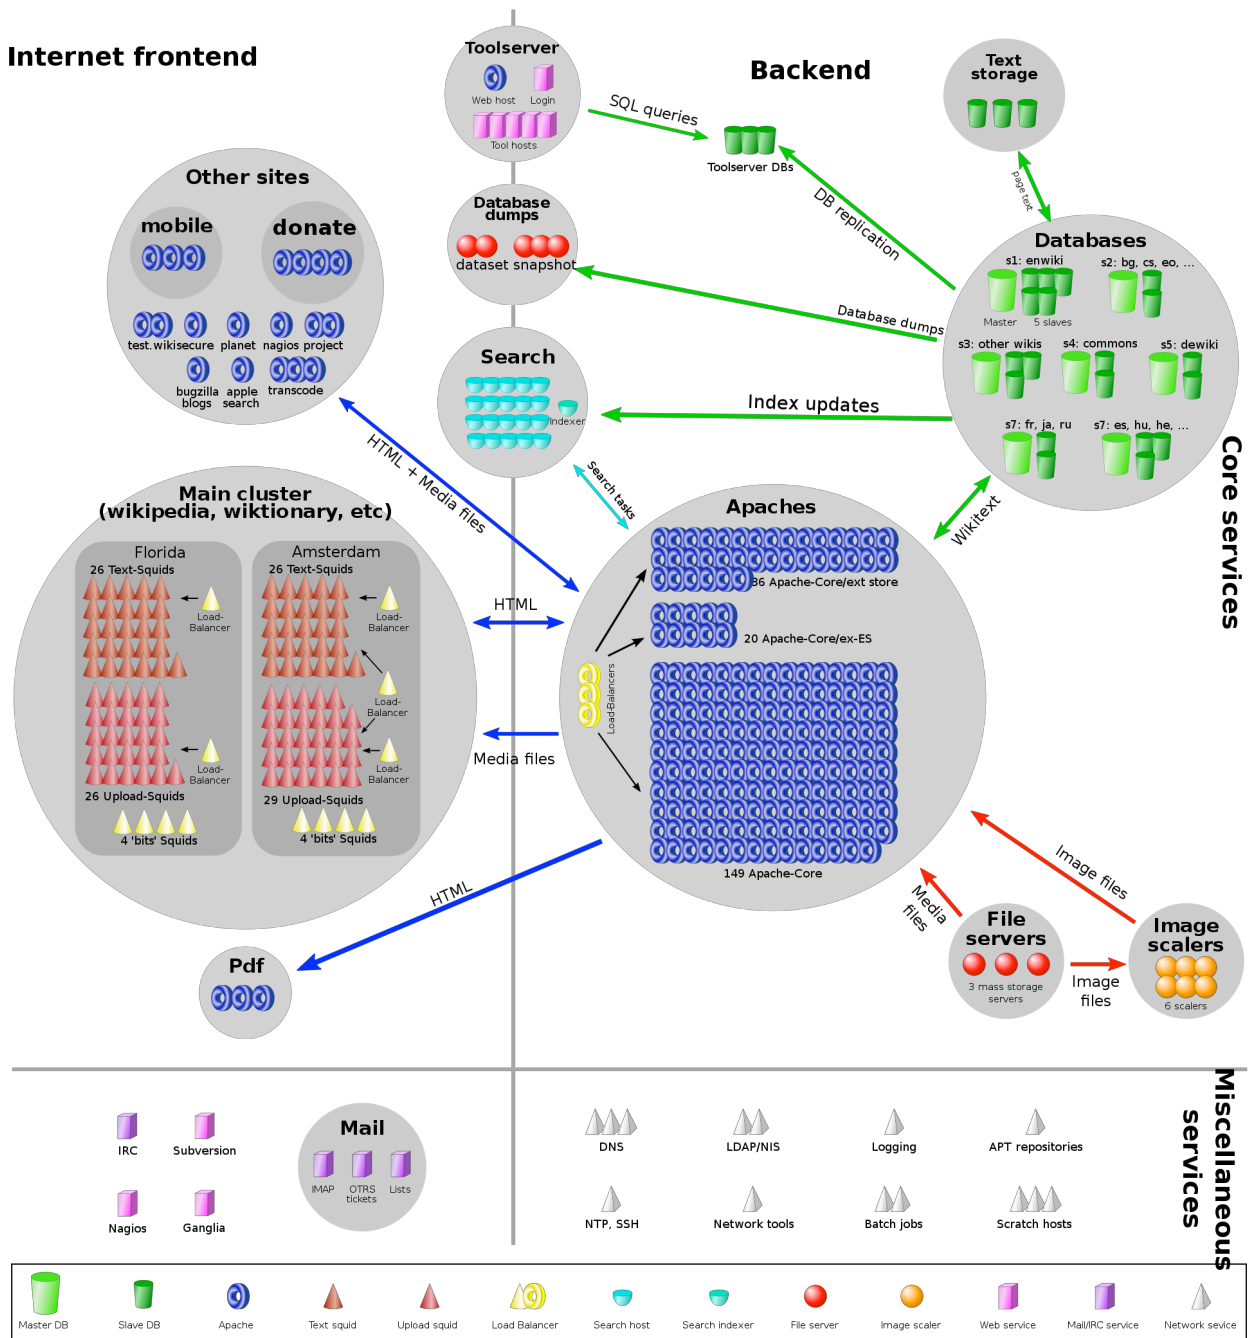 Internet frontend
Backend
Core services
Miscellaneous
services
Toolserver
Web host
Login
Tool hosts
SQL queries
Toolserver DBs
Text
storage
page text
DB replication
Database
dumps
dataset
snapshot
Database dumps
Databases
s1: enwiki
Master
5 slaves
s2: bg, cs, eo, ...
s3: other wikis
s4: commons
s5: dewiki
s7: fr, ja, ru
s7: es, hu, he, ...
Other sites
mobile
donate
test.wiki
secure
planet
nagios
project
bugzilla
blogs
apple
search
transcode
Search
Indexer
Index updates
Search tasks
Wikitext
HTML + Media files
Main cluster
(wikipedia, wiktionary, etc)
Florida
26 Text-Squids
Load-
Balancer
Load-
Balancer
26 Upload-Squids
4 'bits' Squids
Amsterdam
26 Text-Squids
Load-
Balancer
Load-
Balancer
Load-
Balancer
29 Upload-Squids
4 'bits' Squids
HTML
Media files
Apaches
36 Apache-Core/ext store
20 Apache-Core/ex-ES
Load-Balancers
149 Apache-Core
HTML
Pdf
Media
files
Image files
File
servers
3 mass storage
servers
Image
files
Image
scalers
6 scalers
IRC
Subversion
Nagios
Ganglia
Mail
IMAP
OTRS
tickets
Lists
DNS
LDAP/NIS
Logging
APT repositories
NTP, SSH
Network tools
Batch jobs
Scratch hosts
Master DB
Slave DB
Apache
Text squid
Upload squid
Load Balancer
Search host
Search indexer
File server
Image scaler
Web service
Mail/IRC service
Network sevice